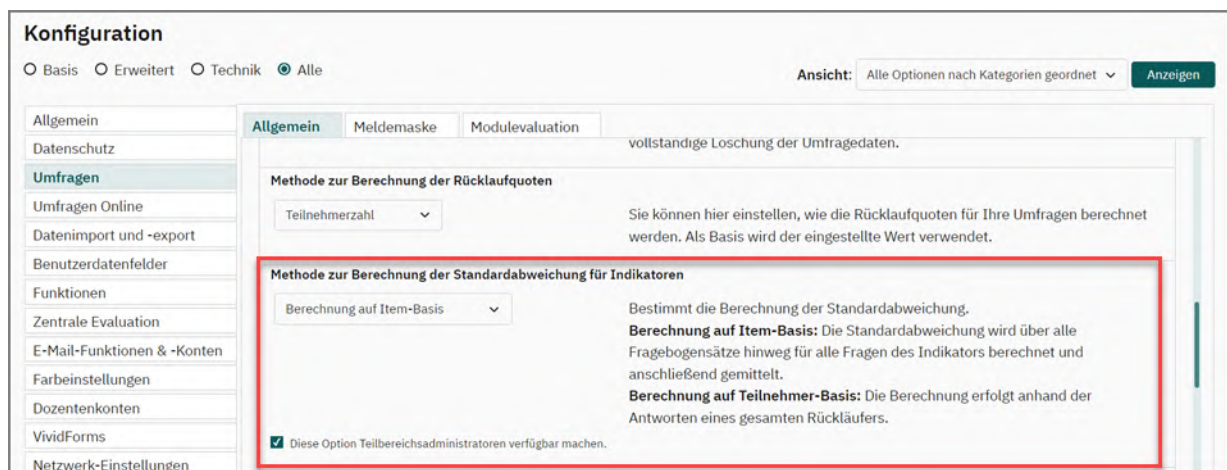 Konfiguration
Basis Erweitert Technik Alle
Ansicht: Alle Optionen nach Kategorien geordnet Anzeigen
Allgemein
Datenschutz
Umfragen
Umfragen Online
Datenimport und -export
Benutzerdatenfelder
Funktionen
Zentrale Evaluation
E-Mail-Funktionen & -Konten
Farbeinstellungen
Dozentenkonten
VividForms
Netzwerk-Einstellungen
Allgemein Meldemaske Modulevaluation
vollständige Löschung der Umfragedaten.
Methode zur Berechnung der Rücklaufquoten
Teilnehmerzahl
Sie können hier einstellen, wie die Rücklaufquoten für Ihre Umfragen berechnet
werden. Als Basis wird der eingestellte Wert verwendet.
Methode zur Berechnung der Standardabweichung für Indikatoren
Berechnung auf Item-Basis
Bestimmt die Berechnung der Standardabweichung.
Berechnung auf Item-Basis: Die Standardabweichung wird über alle
Fragebogensätze hinweg für alle Fragen des Indikators berechnet und
anschließend gemittelt.
Berechnung auf Teilnehmer-Basis: Die Berechnung erfolgt anhand der
Antworten eines gesamten Rückläufers.
Diese Option Teilbereichsadministratoren verfügbar machen.